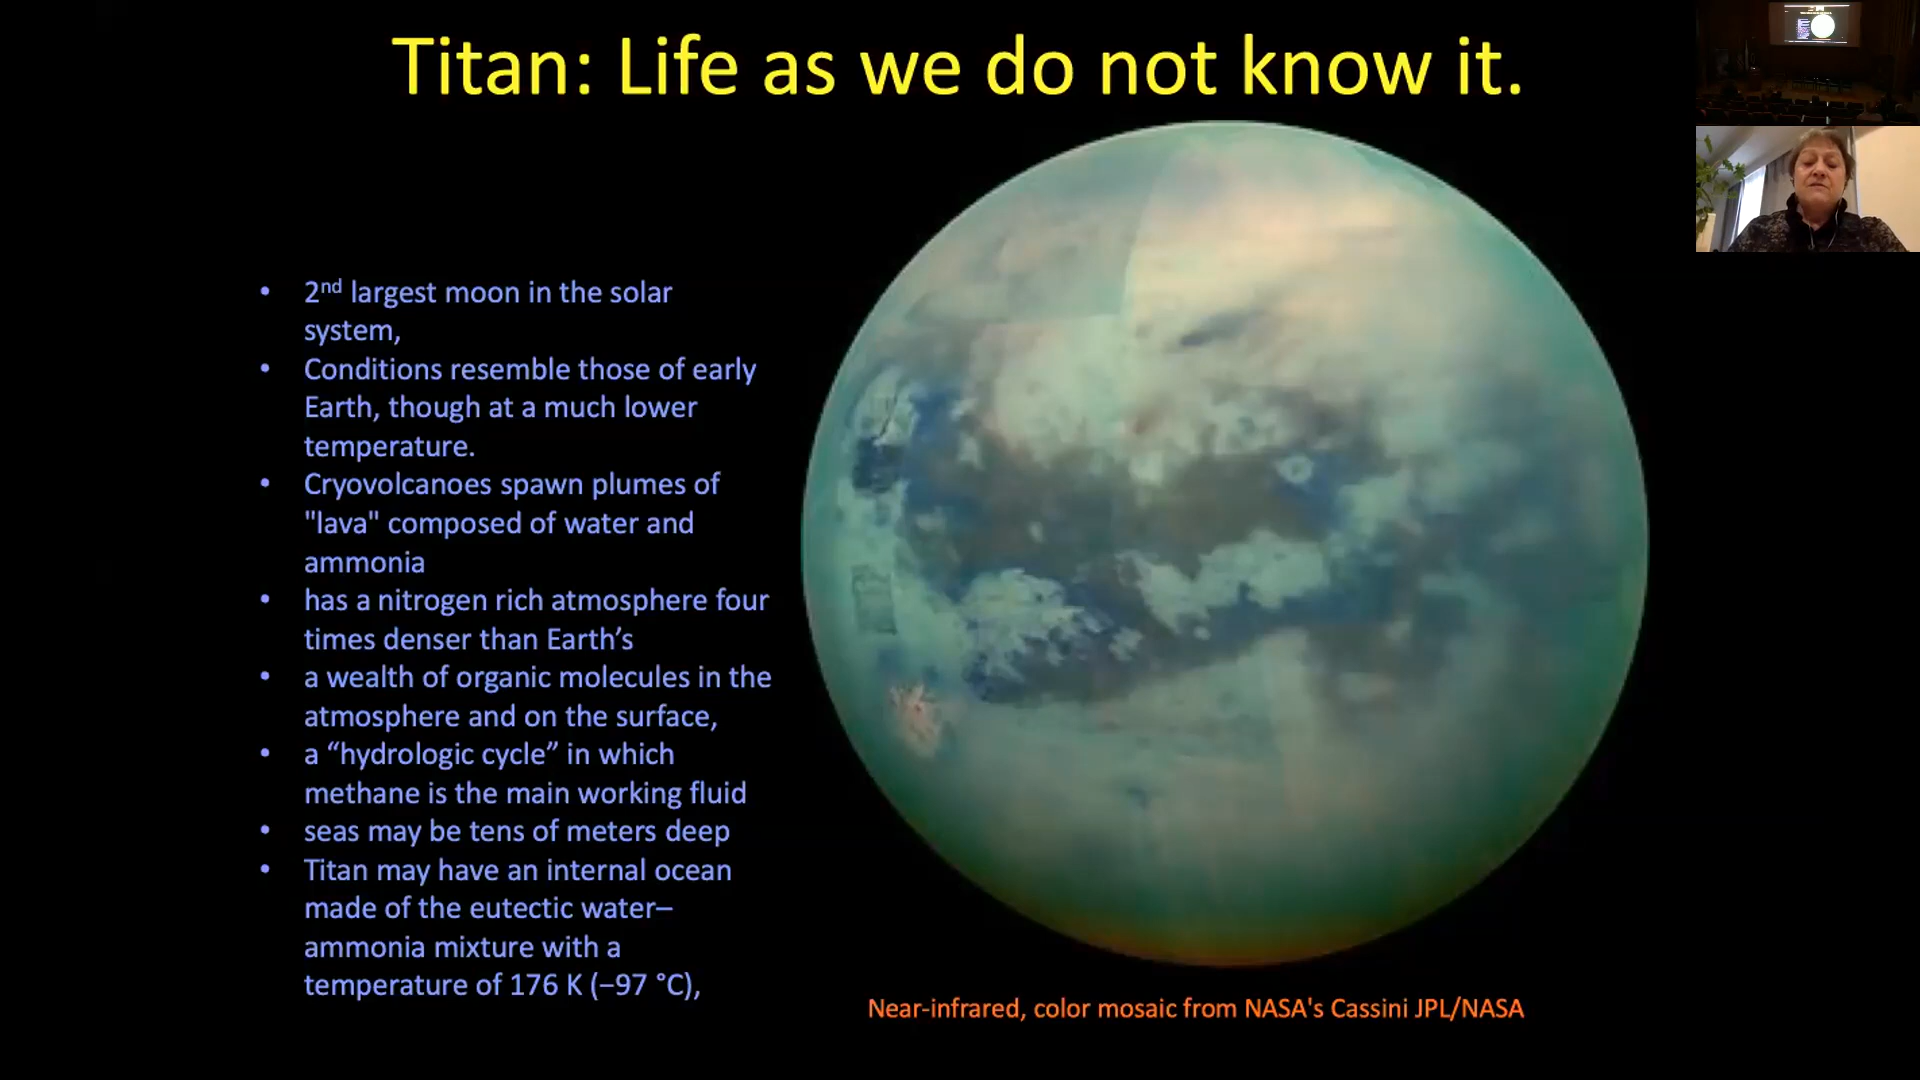 Titan: Life as we do not know it.
• 2nd largest moon in the solar
system,
• Conditions resemble those of early
Earth, though at a much lower
temperature.
• Cryovolcanoes spawn plumes of
"lava" composed of water and
ammonia
• has a nitrogen rich atmosphere four
times denser than Earth’s
• a wealth of organic molecules in the
atmosphere and on the surface,
• a “hydrologic cycle” in which
methane is the main working fluid
• seas may be tens of meters deep
• Titan may have an internal ocean
made of the eutectic water–
ammonia mixture with a
temperature of 176 K (−97 °C),
Near-infrared, color mosaic from NASA's Cassini JPL/NASA